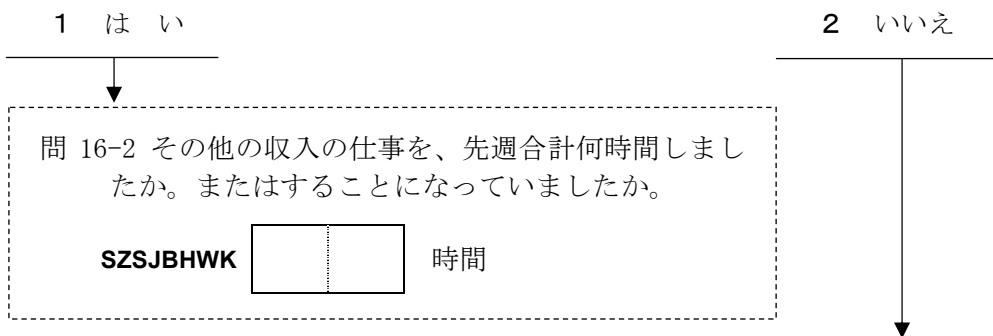 1 は い 2 いいえ
問 16-2 その他の収入の仕事を、先週合計何時間しまし
たか。またはすることになっていましたか。
SZSJBHWK 時間